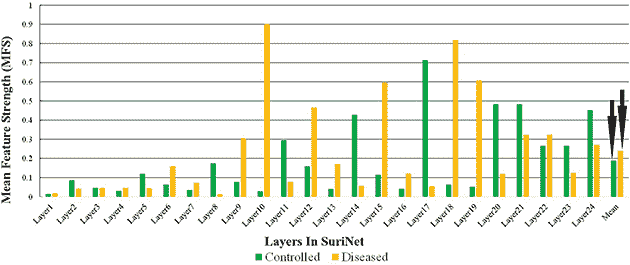 Mean Feature Strength (MFS)
1
0.9
0.8
0.7
0.6
0.5
0.4
0.3
0.2
0.1
0
Layer1
Layer2
Layer3
Layer4
Layer5
Layer6
Layer7
Layer8
Layer9
Layer10
Layer11
Layer12
Layer13
Layer14
Layer15
Layer16
Layer17
Layer18
Layer19
Layer20
Layer21
Layer22
Layer23
Layer24
Mean
Layers In SuriNet
Controlled
Diseased